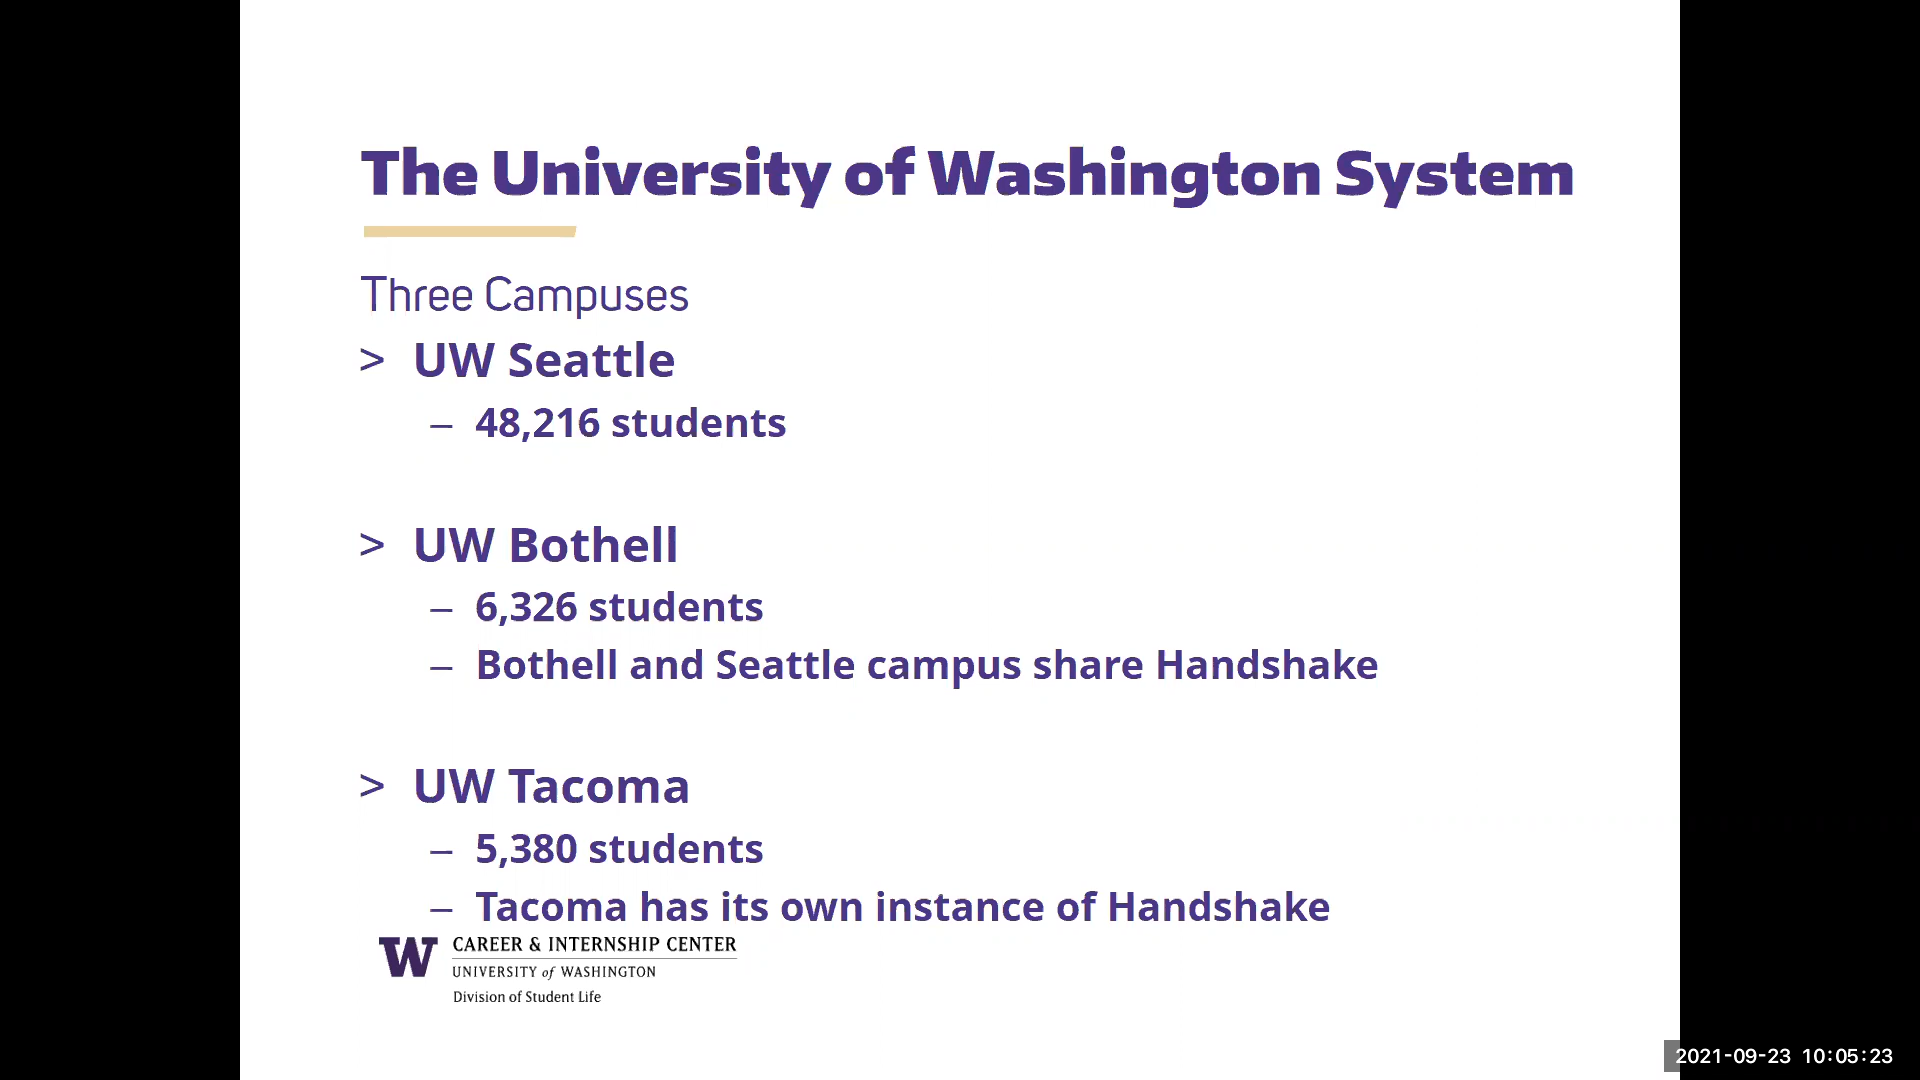 The University of Washington System
Three Campuses
> UW Seattle
– 48,216 students
> UW Bothell
– 6,326 students
– Bothell and Seattle campus share Handshake
> UW Tacoma
– 5,380 students
– Tacoma has its own instance of Handshake
W CAREER & INTERNSHIP CENTER
UNIVERSITY of WASHINGTON
Division of Student Life
2021-09-23 10:05:23